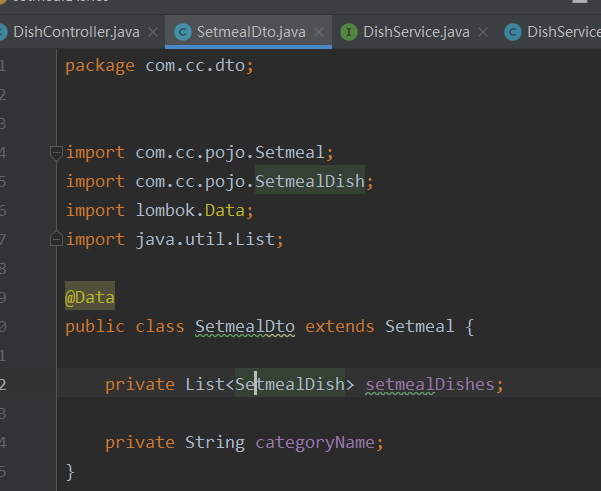 DishController.java SetmealDto.java DishService.java DishService
1 package com.cc.dto;
2
3
4 import com.cc.pojo.Setmeal;
5 import com.cc.pojo.SetmealDish;
6 import lombok.Data;
7 import java.util.List;
8
9 @Data
0 public class SetmealDto extends Setmeal {
1
2 private List<SetmealDish> setmealDishes;
3
4 private String categoryName;
5 }